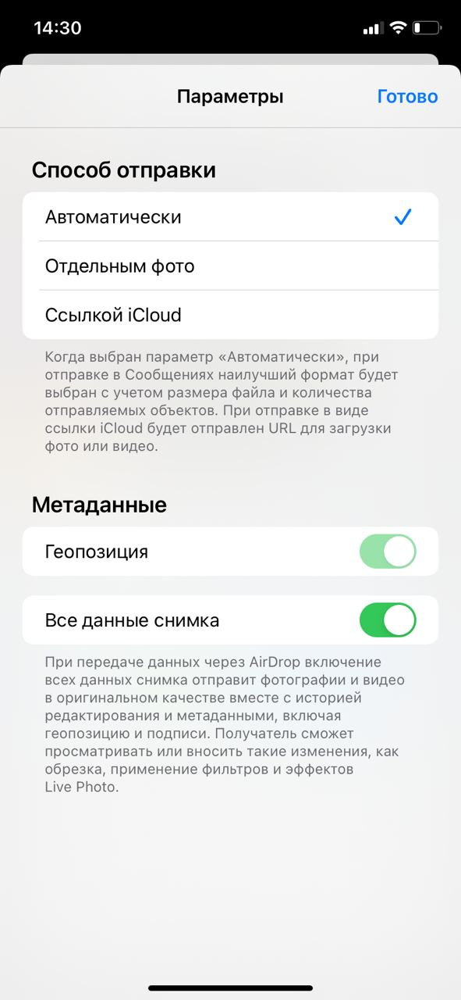 14:30
Параметры
Готово
Способ отправки
Автоматически
Отдельным фото
Ссылкой iCloud
Когда выбран параметр «Автоматически», при
отправке в Сообщениях наилучший формат будет
выбран с учетом размера файла и количества
отправляемых объектов. При отправке в виде
ссылки iCloud будет отправлен URL для загрузки
фото или видео.
Метаданные
Геопозиция
Все данные снимка
При передаче данных через AirDrop включение
всех данных снимка отправит фотографии и видео
в оригинальном качестве вместе с историей
редактирования и метаданными, включая
геопозицию и подписи. Получатель сможет
просматривать или вносить такие изменения, как
обрезка, применение фильтров и эффектов
Live Photo.